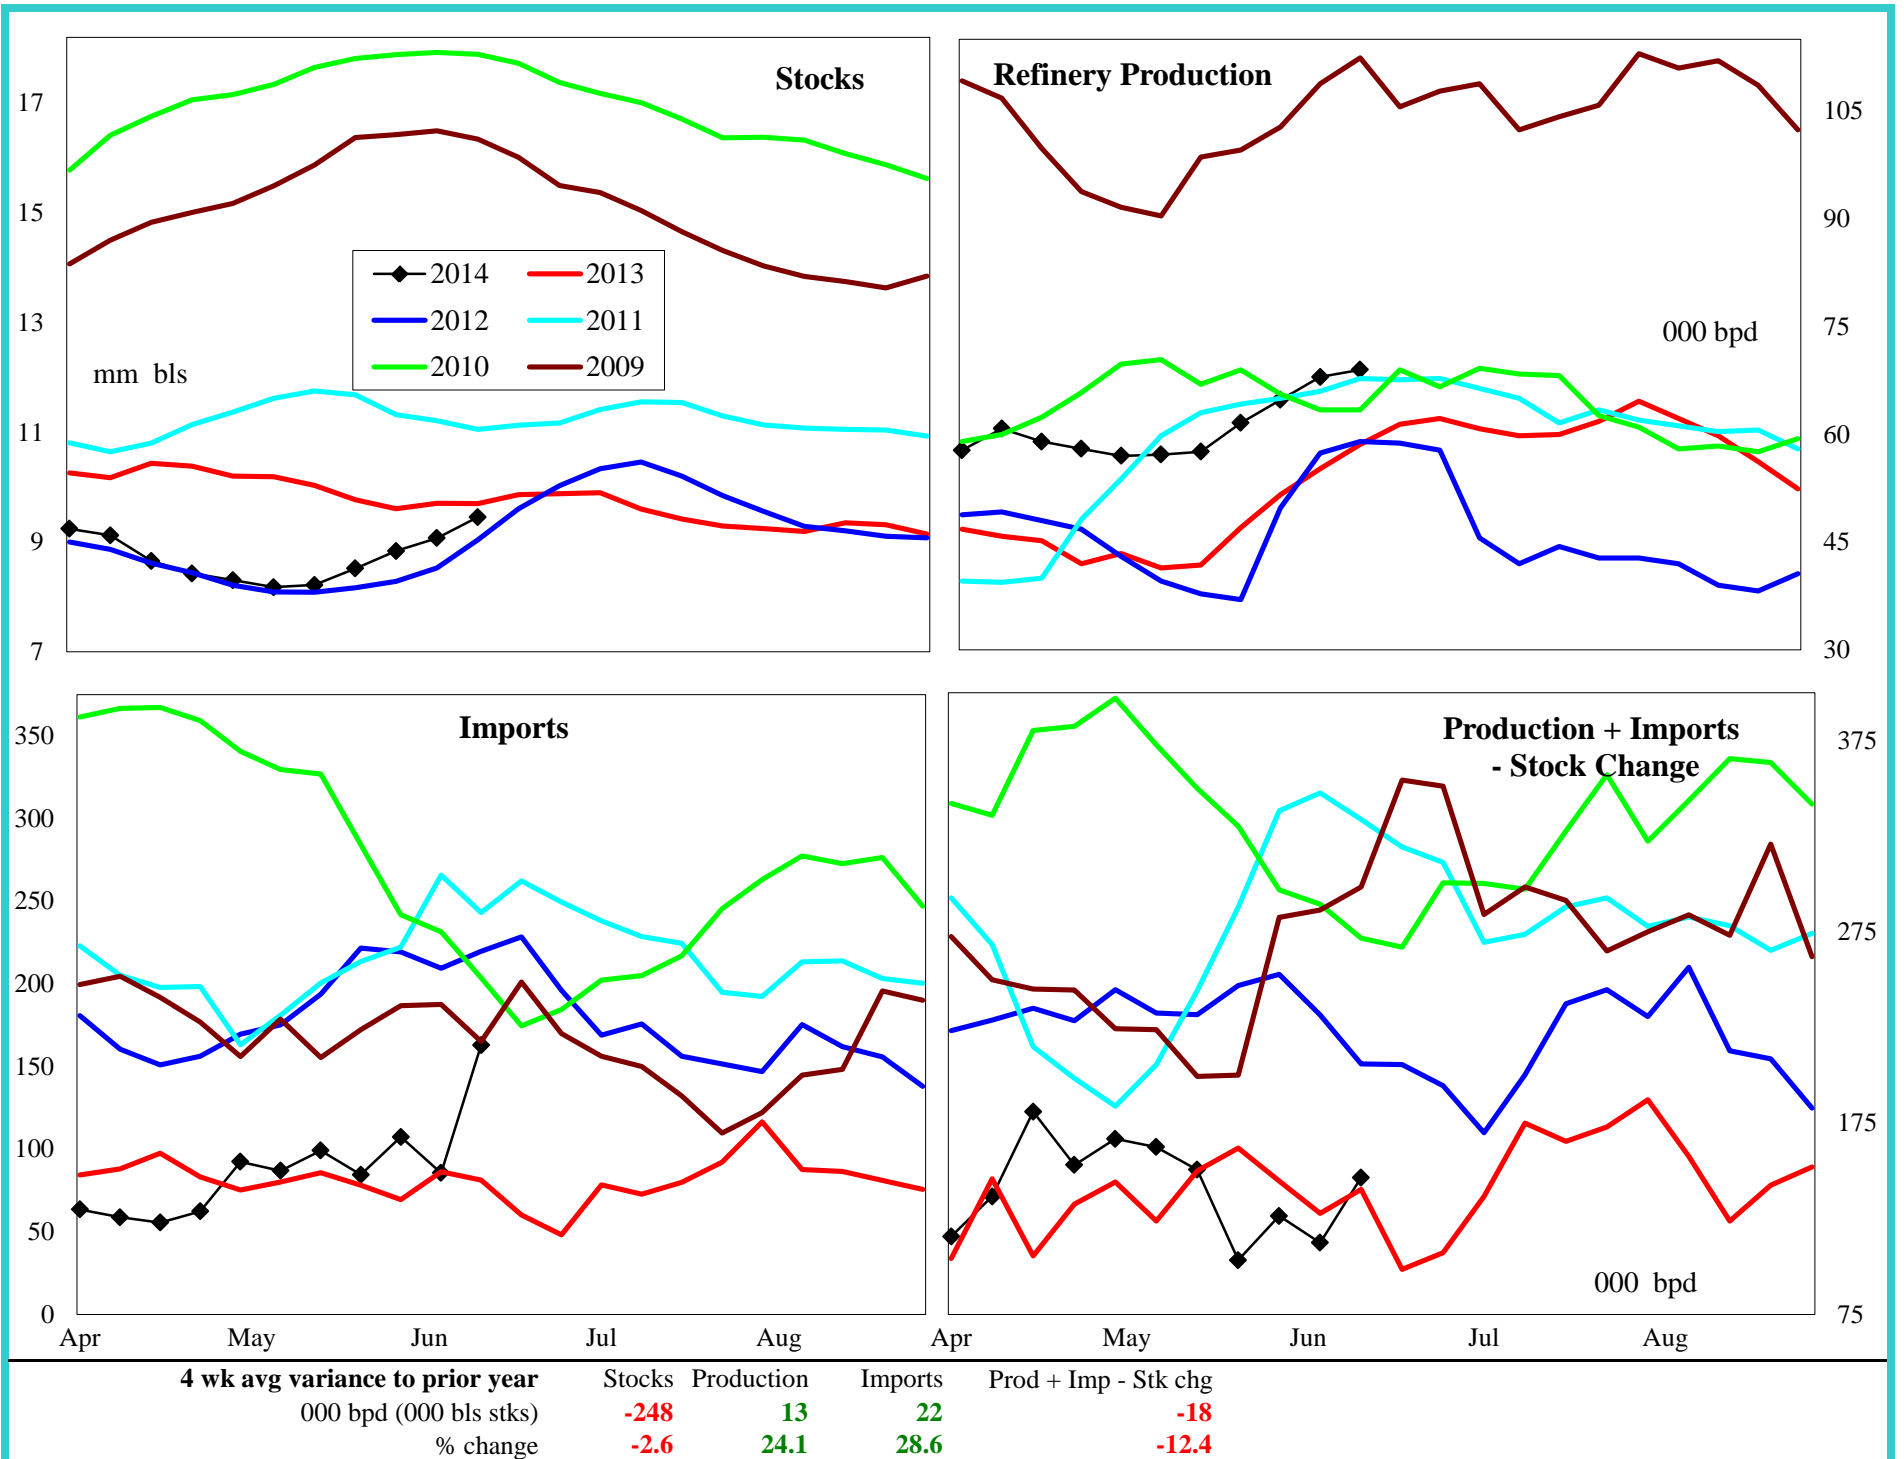 Stocks
17
15
13
11
9
7
mm bls
2014 2013
2012 2011
2010 2009
Refinery Production
000 bpd
105
90
75
60
45
30
Imports
350
300
250
200
150
100
50
0
Apr May Jun Jul Aug
Production + Imports
- Stock Change
000 bpd
375
275
175
75
Apr May Jun Jul Aug
4 wk avg variance to prior year Stocks Production Imports Prod + Imp - Stk chg
000 bpd (000 bls stks) -248 13 22 -18
% change -2.6 24.1 28.6 -12.4